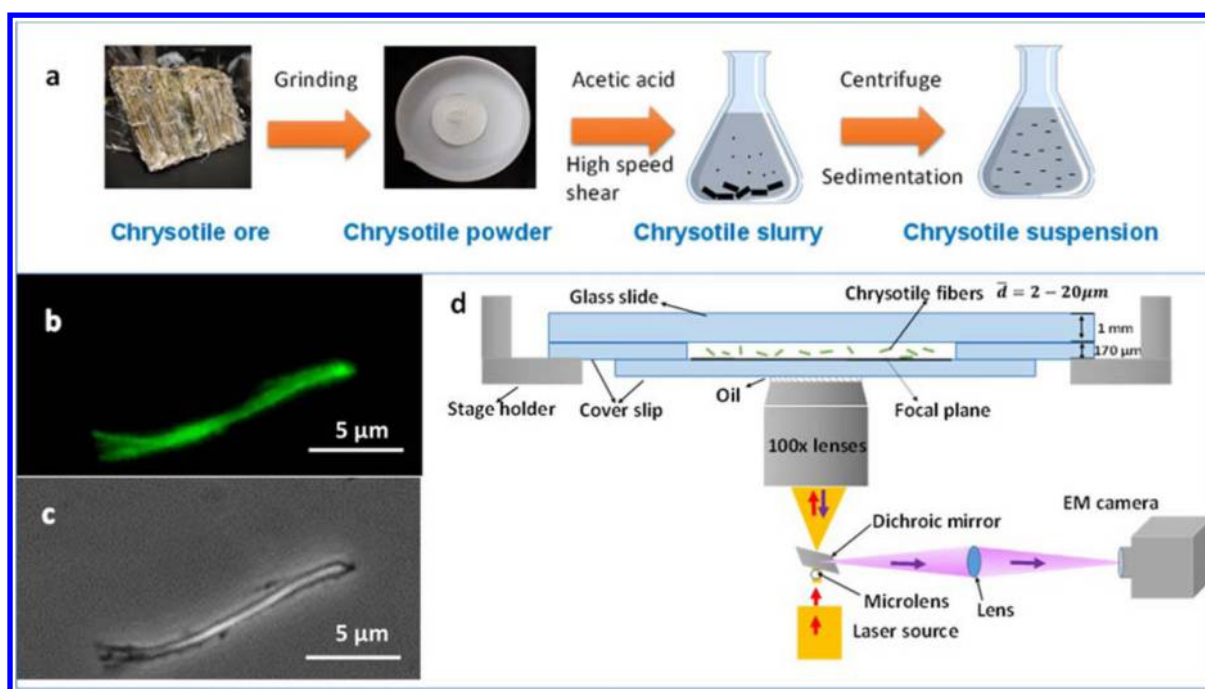 a
Grinding
Acetic acid
High speed
shear
Centrifuge
Sedimentation
Chrysotile ore
Chrysotile powder
Chrysotile slurry
Chrysotile suspension
b
5 μm
c
5 μm
d
Glass slide
Chrysotile fibers
d̅ = 2 − 20μm
1 mm
170 μm
Stage holder
Cover slip
Oil
Focal plane
100x lenses
EM camera
Dichroic mirror
Microlens
Lens
Laser source